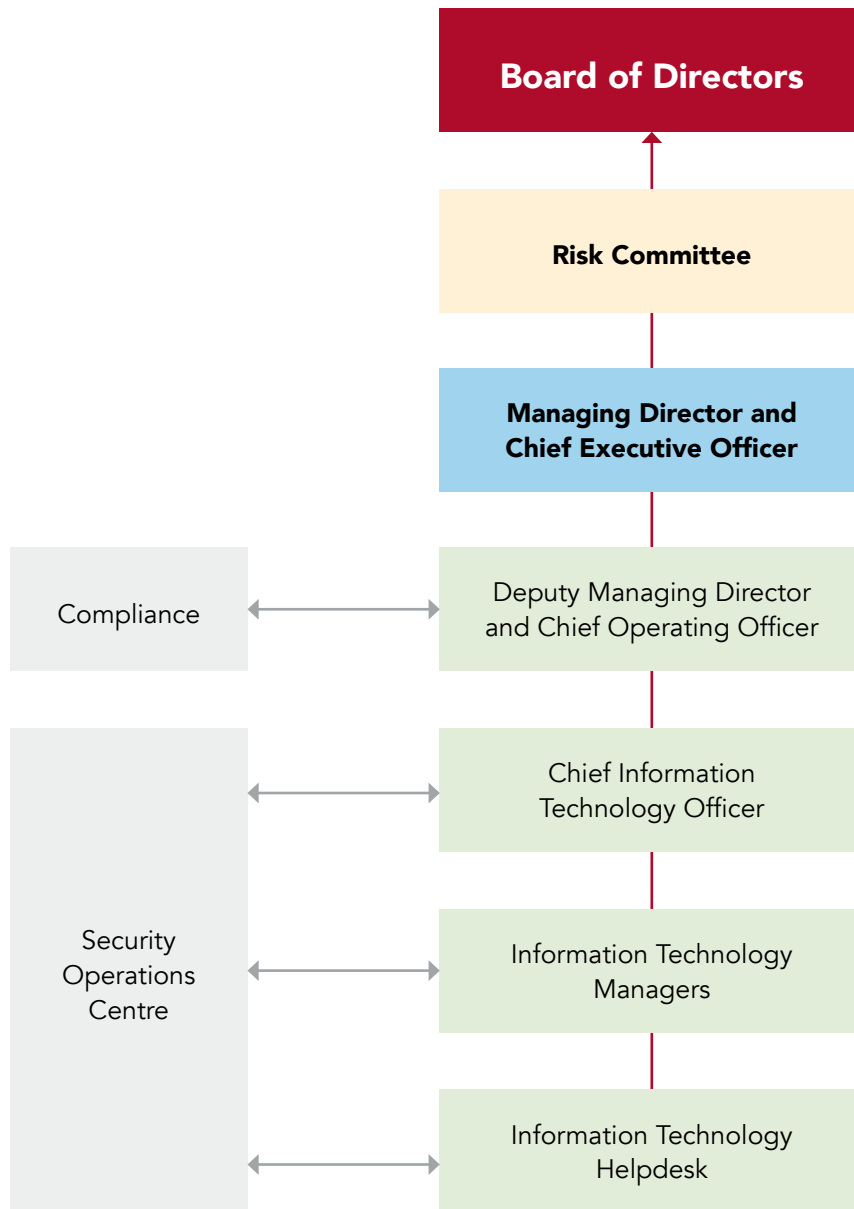 Board of Directors
Risk Committee
Managing Director and
Chief Executive Officer
Compliance
Deputy Managing Director
and Chief Operating Officer
Security
Operations
Centre
Chief Information
Technology Officer
Information Technology
Managers
Information Technology
Helpdesk